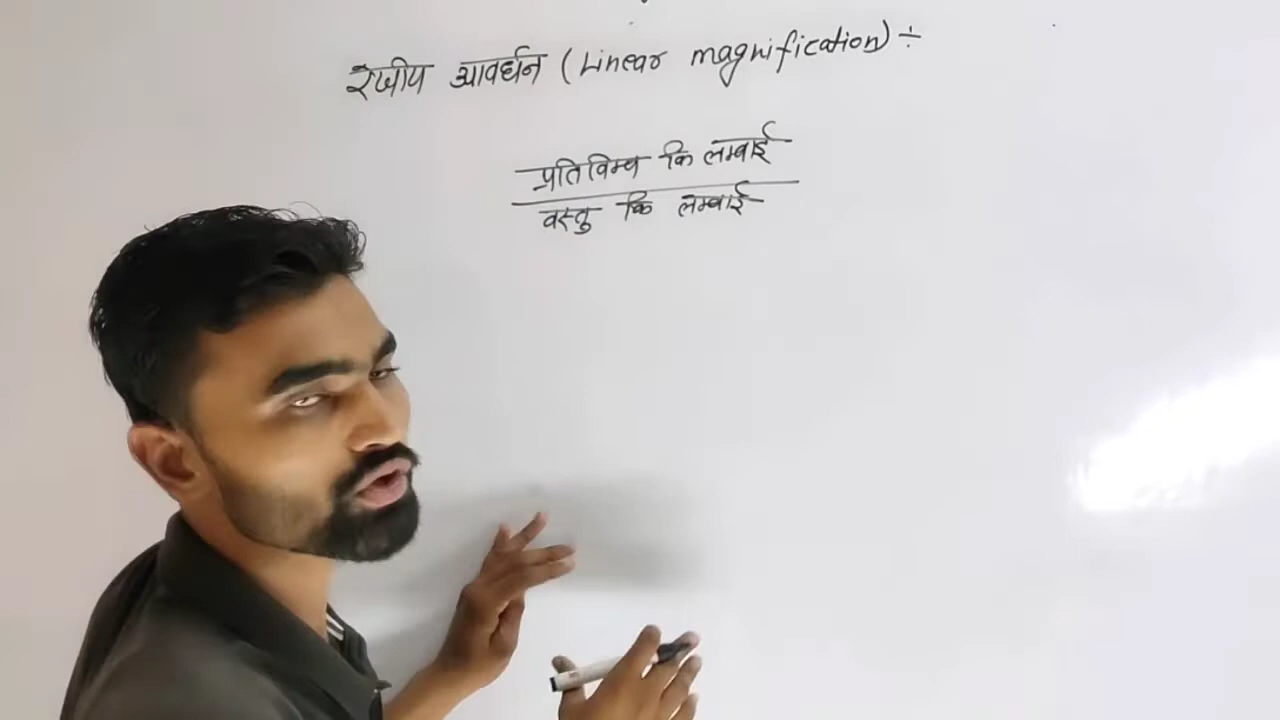 रेखीय आवर्धन (Linear magnification) ÷
प्रतिविम्व कि लम्वाई
वस्तु कि लम्वाई